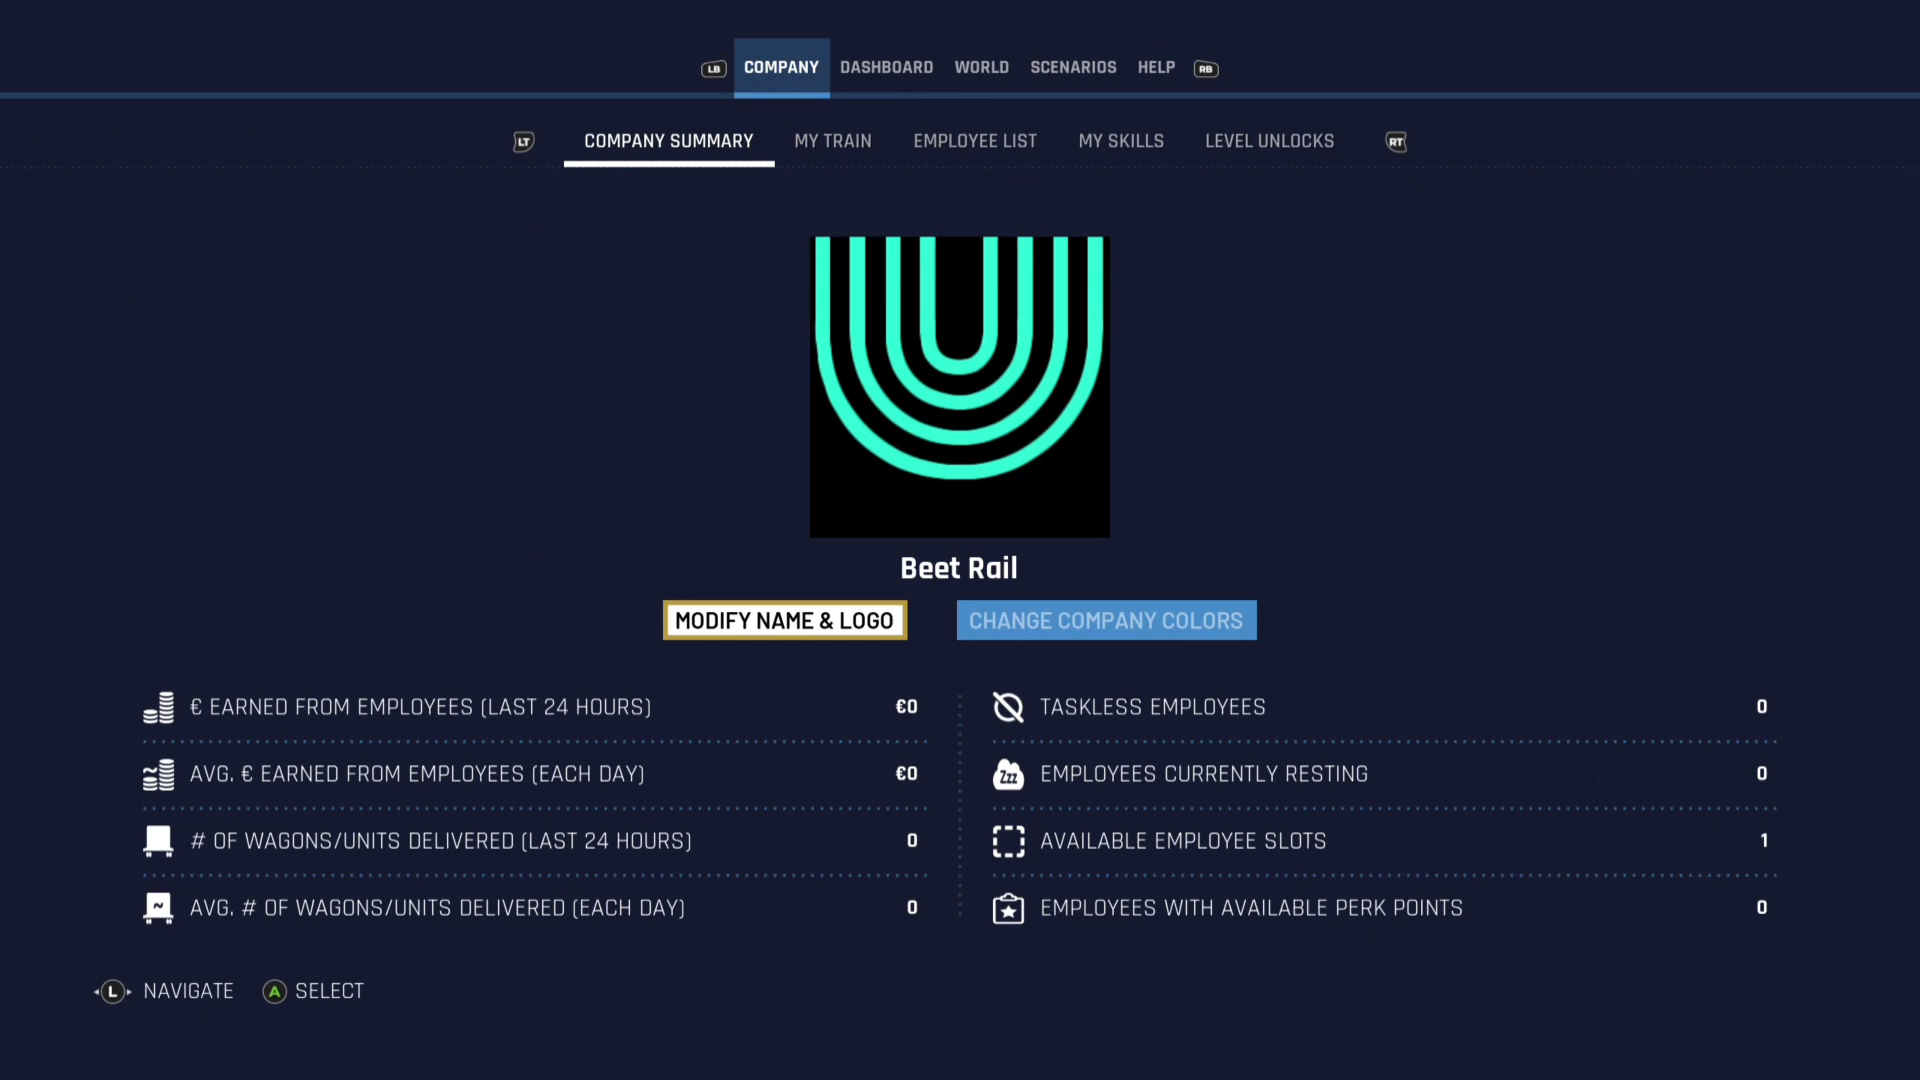 LB COMPANY DASHBOARD WORLD SCENARIOS HELP RB
LT COMPANY SUMMARY MY TRAIN EMPLOYEE LIST MY SKILLS LEVEL UNLOCKS RT
Beet Rail
MODIFY NAME & LOGO CHANGE COMPANY COLORS
€ EARNED FROM EMPLOYEES (LAST 24 HOURS) €0
AVG. € EARNED FROM EMPLOYEES (EACH DAY) €0
# OF WAGONS/UNITS DELIVERED (LAST 24 HOURS) 0
AVG. # OF WAGONS/UNITS DELIVERED (EACH DAY) 0
TASKLESS EMPLOYEES 0
Zzz EMPLOYEES CURRENTLY RESTING 0
AVAILABLE EMPLOYEE SLOTS 1
EMPLOYEES WITH AVAILABLE PERK POINTS 0
L NAVIGATE A SELECT